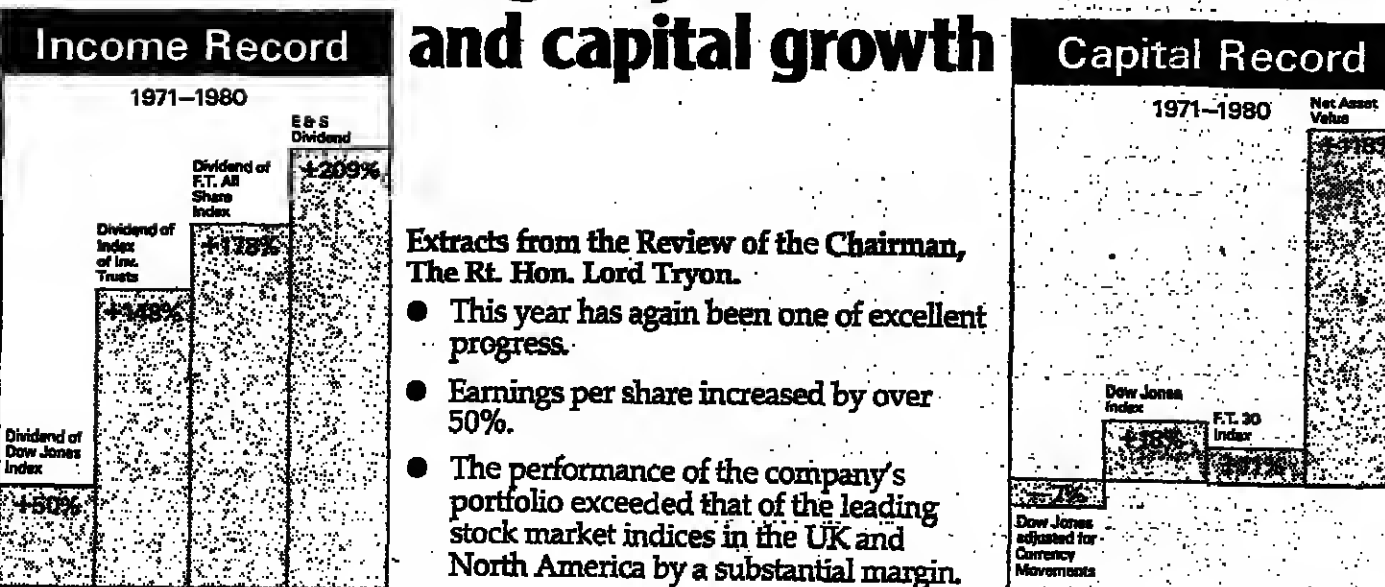 Income Record
1971–1980
E & S
Dividend
+209%
Dividend of
F.T. All
Share
Index
+178%
Dividend of
Index
of Inv.
Trusts
+148%
Dividend of
Dow Jones
Index
+50%
and capital growth
Extracts from the Review of the Chairman,
The Rt. Hon. Lord Tryon.
● This year has again been one of excellent
progress.
● Earnings per share increased by over
50%.
● The performance of the company's
portfolio exceeded that of the leading
stock market indices in the UK and
North America by a substantial margin.
Capital Record
1971–1980
Net Asset
Value
+118%
Dow Jones
Index
+18%
F.T. 30
Index
-7%
Dow Jones
adjusted for
Currency
Movements